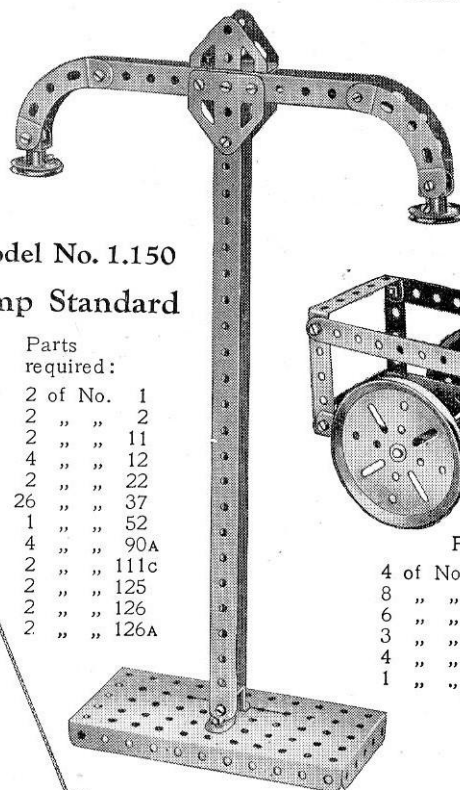 odel No. 1.150
mp Standard
Parts
required:
2 of No. 1
2 „ „ 2
2 „ „ 11
4 „ „ 12
2 „ „ 22
26 „ „ 37
1 „ „ 52
4 „ „ 90A
2 „ „ 111c
2 „ „ 125
2 „ „ 126
2 „ „ 126A
P
4 of No
8 „ „
6 „ „
3 „ „
4 „ „
1 „ „